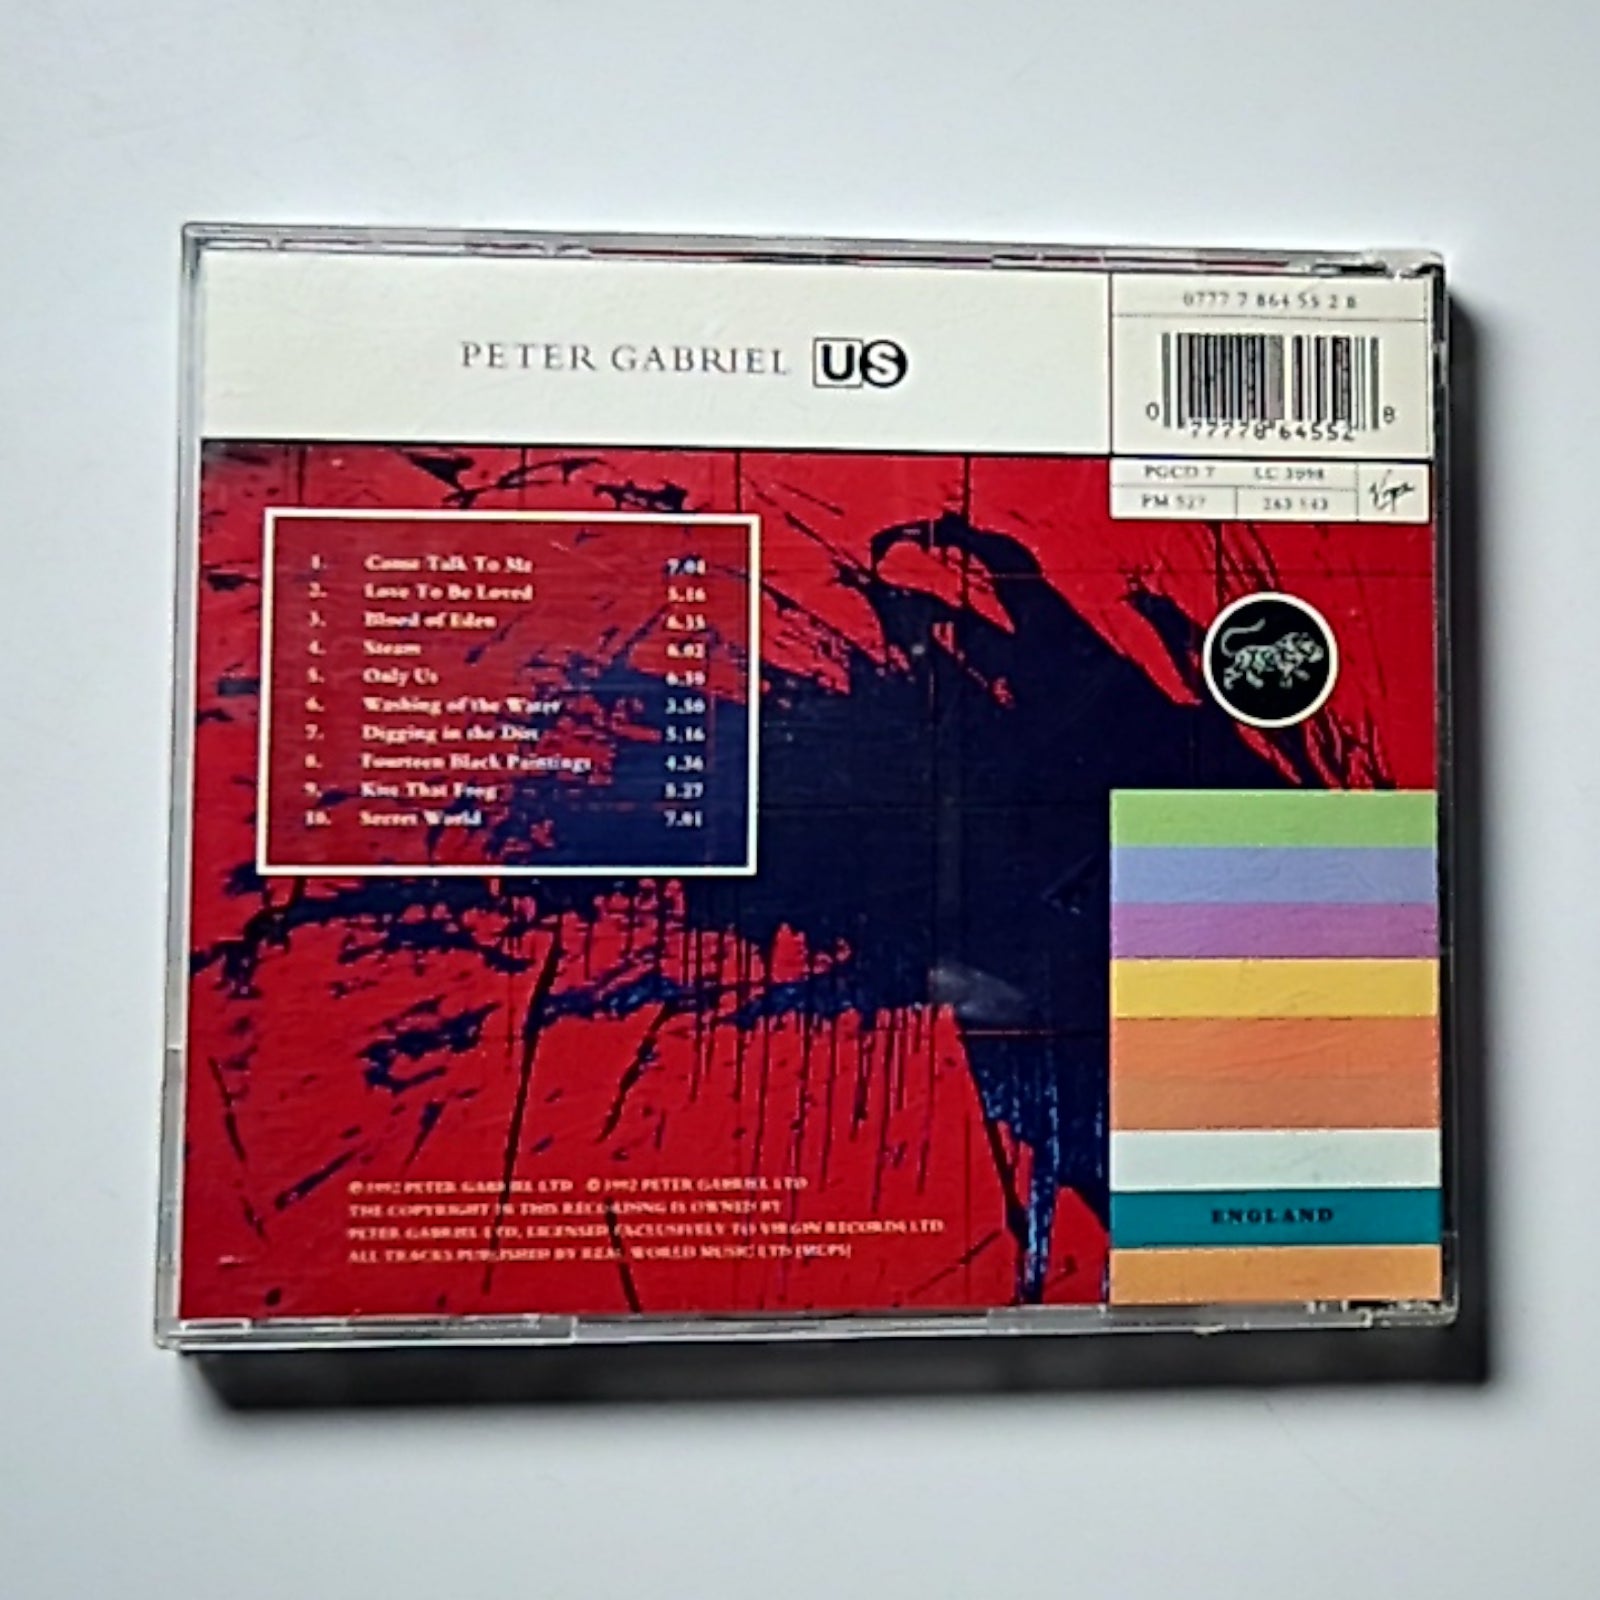 PETER GABRIEL US
0777 7 864 55 2 8
0 77778 64552 8
PGCD 7 LC 3098
PM 527 263 543
Virgin
1. Come Talk To Me 7.04
2. Love To Be Loved 5.16
3. Blood of Eden 6.35
4. Steam 6.02
5. Only Us 6.30
6. Washing of the Water 3.50
7. Digging in the Dirt 5.16
8. Fourteen Black Paintings 4.36
9. Kiss That Frog 5.27
10. Secret World 7.01
℗ 1992 PETER GABRIEL LTD © 1992 PETER GABRIEL LTD
THE COPYRIGHT IN THIS RECORDING IS OWNED BY
PETER GABRIEL LTD, LICENSED EXCLUSIVELY TO VIRGIN RECORDS LTD
ALL TRACKS PUBLISHED BY REAL WORLD MUSIC LTD [MCPS]
ENGLAND